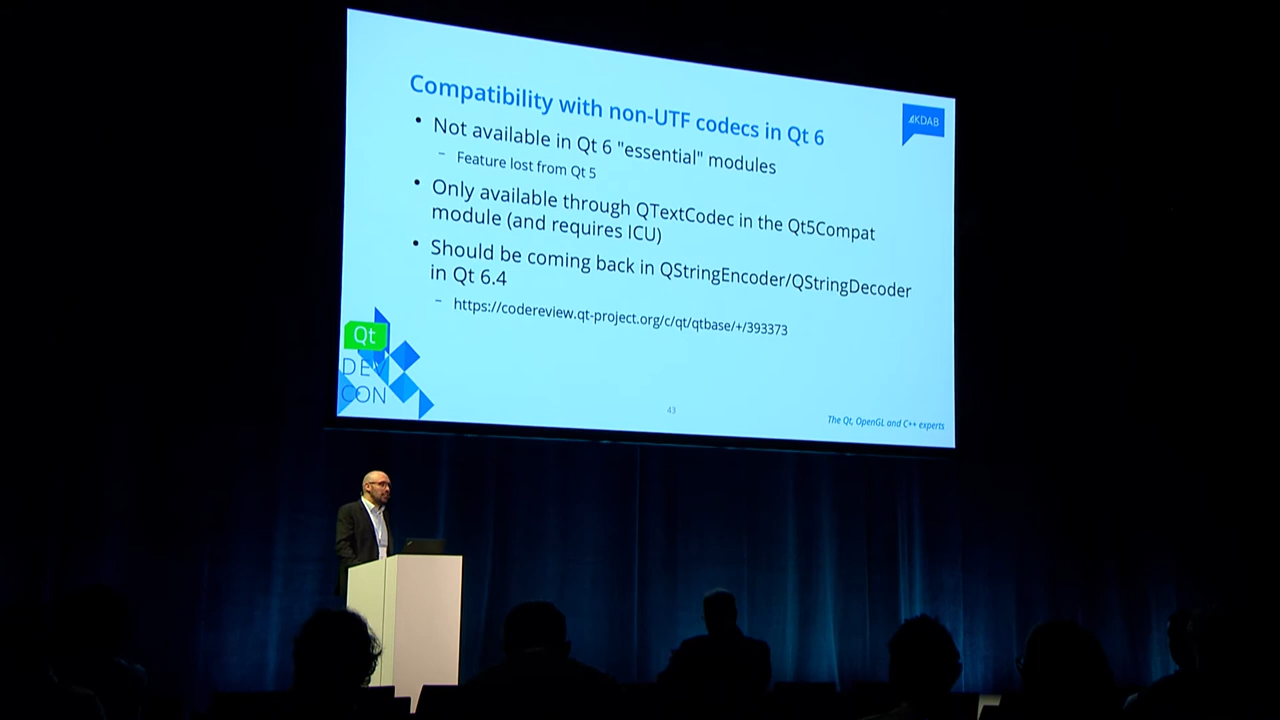 Compatibility with non-UTF codecs in Qt 6
KDAB
• Not available in Qt 6 "essential" modules
– Feature lost from Qt 5
• Only available through QTextCodec in the Qt5Compat
module (and requires ICU)
• Should be coming back in QStringEncoder/QStringDecoder
in Qt 6.4
– https://codereview.qt-project.org/c/qt/qtbase/+/393373
Qt
DEV
CON
43
The Qt, OpenGL and C++ experts